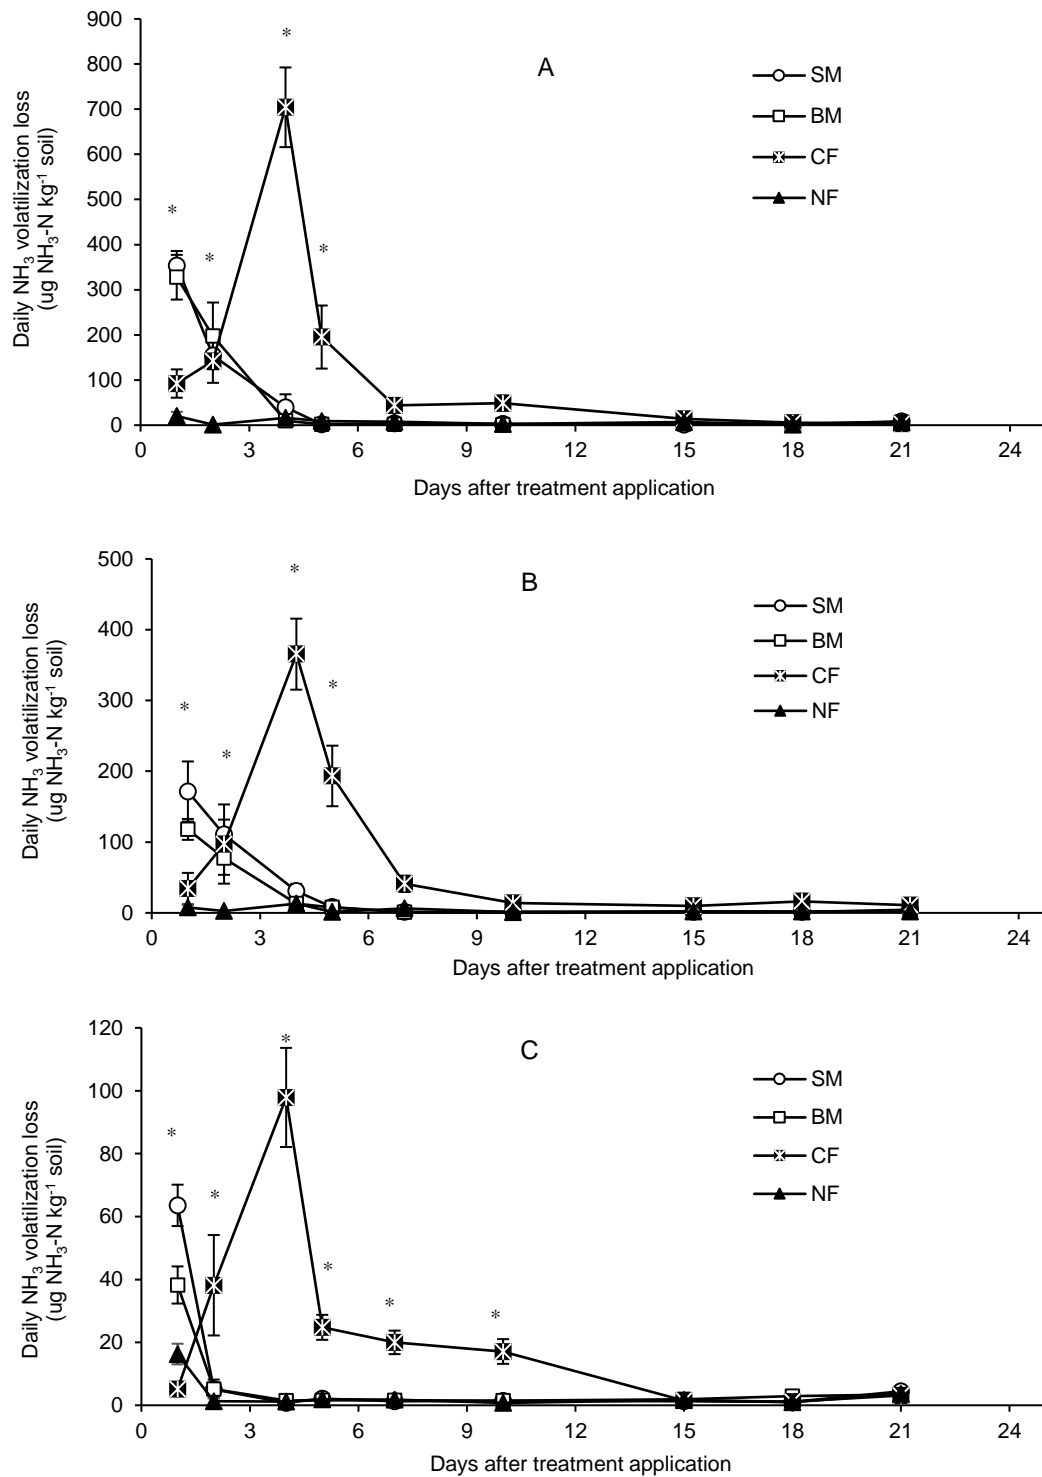 900
800
700
600
500
400
300
200
100
0
Daily NH3 volatilization loss
(ug NH3-N kg-1 soil)
*
*
*
*
A
SM
BM
CF
NF
0 3 6 9 12 15 18 21 24
Days after treatment application
500
400
300
200
100
0
Daily NH3 volatilization loss
(ug NH3-N kg-1 soil)
*
*
*
*
B
SM
BM
CF
NF
0 3 6 9 12 15 18 21 24
Days after treatment application
120
100
80
60
40
20
0
Daily NH3 volatilization loss
(ug NH3-N kg-1 soil)
*
*
*
*
*
*
C
SM
BM
CF
NF
0 3 6 9 12 15 18 21 24
Days after treatment application